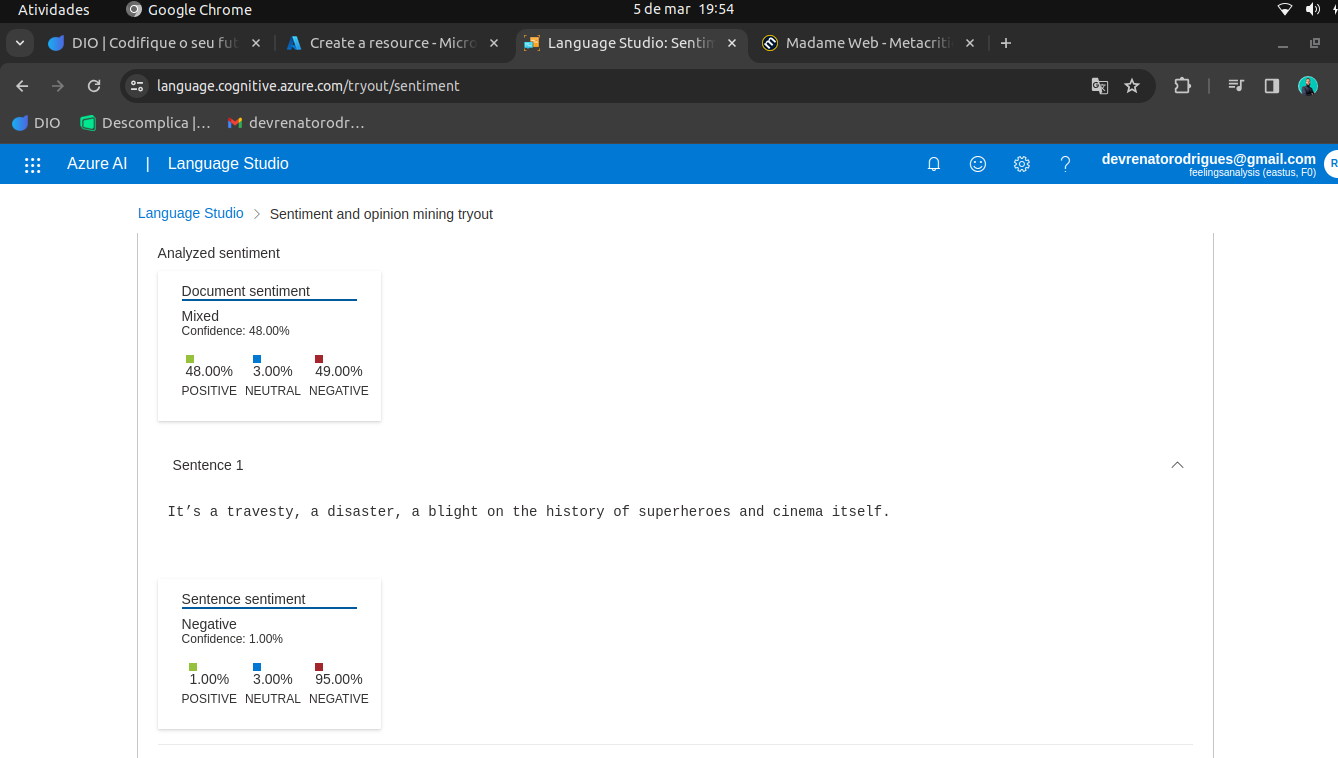 Atividades Google Chrome 5 de mar 19:54
DIO | Codifique o seu fut Create a resource - Micro Language Studio: Sentim Madame Web - Metacriti
language.cognitive.azure.com/tryout/sentiment
DIO Descomplica |... devrenatorodr...
Azure AI | Language Studio devrenatorodrigues@gmail.com
feelingsanalysis (eastus, F0) R
Language Studio > Sentiment and opinion mining tryout
Analyzed sentiment
Document sentiment
Mixed
Confidence: 48.00%
48.00% 3.00% 49.00%
POSITIVE NEUTRAL NEGATIVE
Sentence 1
It’s a travesty, a disaster, a blight on the history of superheroes and cinema itself.
Sentence sentiment
Negative
Confidence: 1.00%
1.00% 3.00% 95.00%
POSITIVE NEUTRAL NEGATIVE